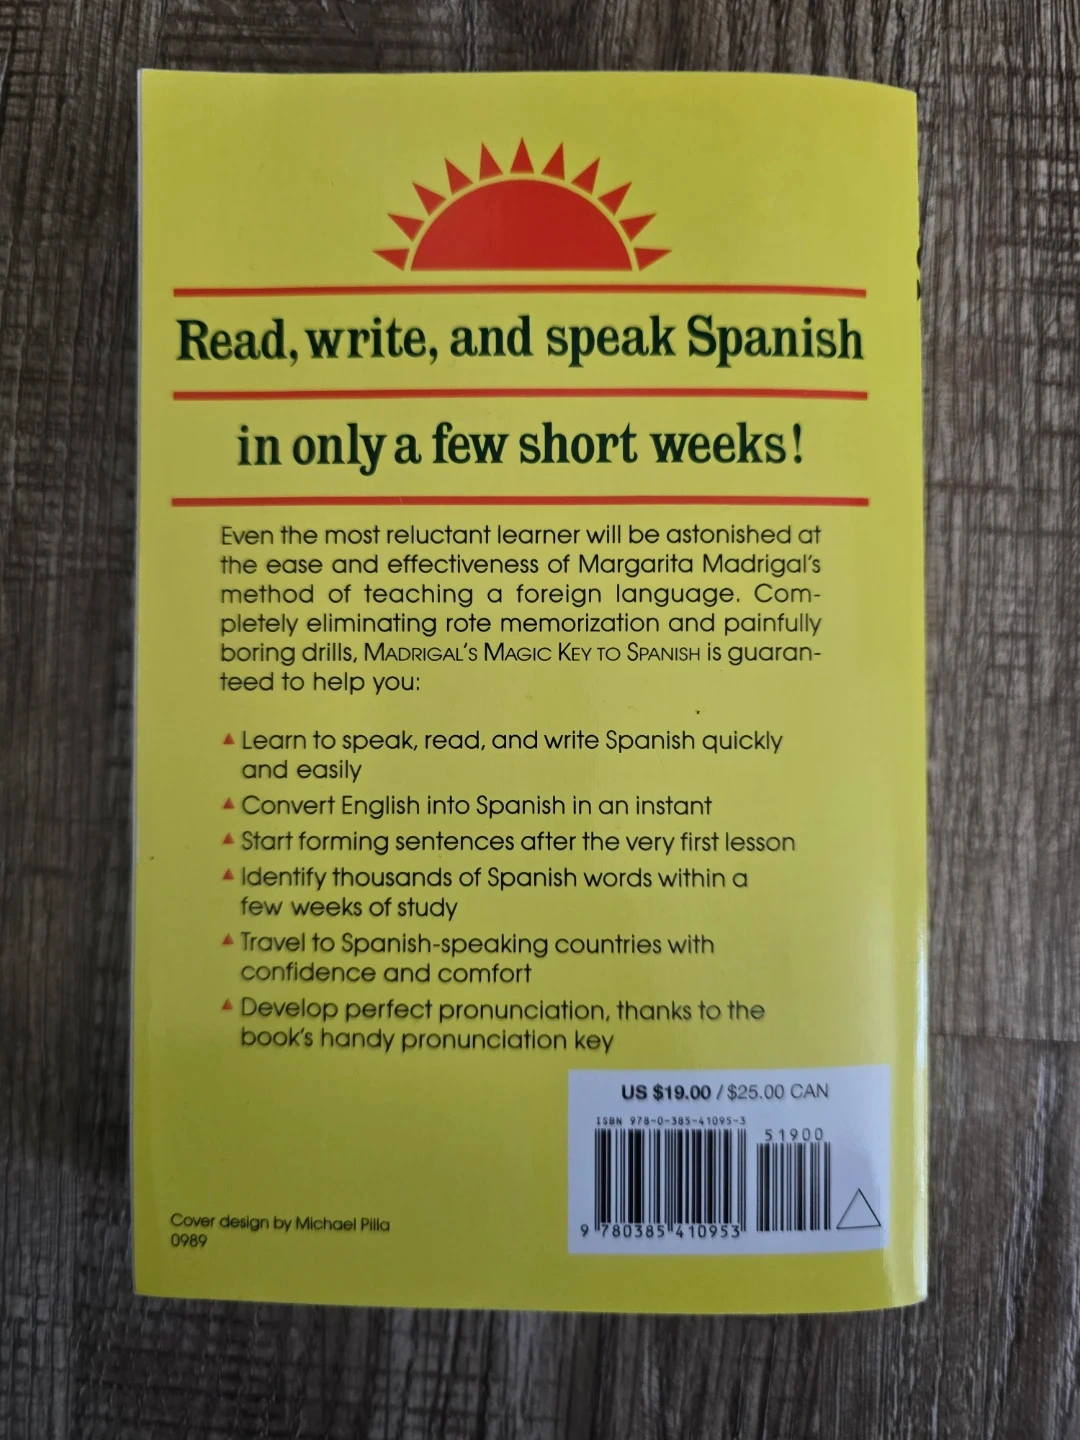 Read, write, and speak Spanish
in only a few short weeks!
Even the most reluctant learner will be astonished at
the ease and effectiveness of Margarita Madrigal's
method of teaching a foreign language. Com-
pletely eliminating rote memorization and painfully
boring drills, MADRIGAL'S MAGIC KEY TO SPANISH is guaran-
teed to help you:
Learn to speak, read, and write Spanish quickly
and easily
Convert English into Spanish in an instant
Start forming sentences after the very first lesson
Identify thousands of Spanish words within a
few weeks of study
Travel to Spanish-speaking countries with
confidence and comfort
Develop perfect pronunciation, thanks to the
book's handy pronunciation key
US $19.00 / $25.00 CAN
ISBN 978-0-385-41095-3
51900
9 780385 410953
Cover design by Michael Pilla
0989